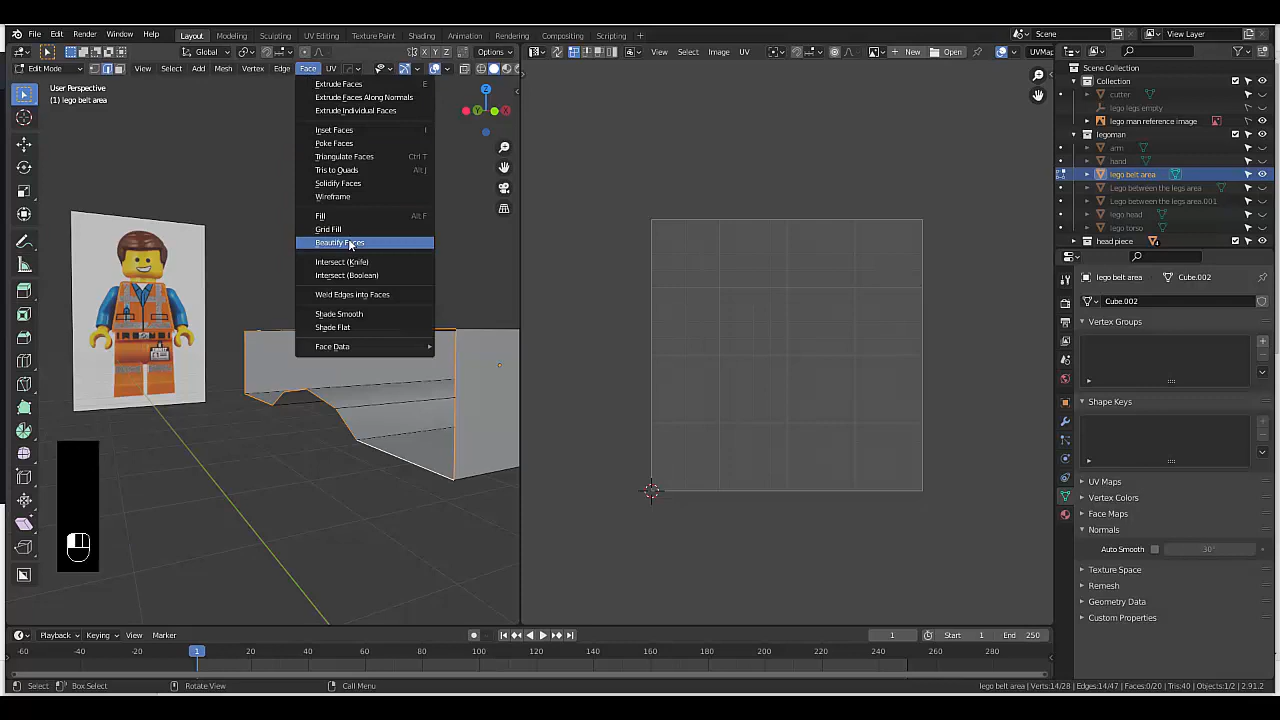 File Edit Render Window Help Layout Modeling Sculpting UV Editing Texture Paint Shading Animation Rendering Compositing Scripting + Scene View Layer
Global Options View Select Image UV New Open UVMap
Edit Mode View Select Add Mesh Vertex Edge Face UV
User Perspective
(1) lego belt area
Extrude Faces E
Extrude Faces Along Normals
Extrude Individual Faces
Inset Faces I
Poke Faces
Triangulate Faces Ctrl T
Tris to Quads Alt J
Solidify Faces
Wireframe
Fill Alt F
Grid Fill
Beautify Faces
Intersect (Knife)
Intersect (Boolean)
Weld Edges into Faces
Shade Smooth
Shade Flat
Face Data
Z
Y
X
Scene Collection
Collection
cutter
lego legs empty
lego man reference image
legoman
arm
hand
lego belt area
Lego between the legs area
Lego between the legs area.001
lego head
lego torso
head piece
lego belt area Cube.002
Cube.002
Vertex Groups
Shape Keys
UV Maps
Vertex Colors
Face Maps
Normals
Auto Smooth 30°
Texture Space
Remesh
Geometry Data
Custom Properties
Playback Keying View Marker 1 Start 1 End 250
-60 -40 -20 1 20 40 60 80 100 120 140 160 180 200 220 240 260 280
Select Box Select Rotate View Call Menu lego belt area | Verts:14/28 | Edges:14/47 | Faces:0/20 | Tris:40 | Objects:1/2 | 2.91.2